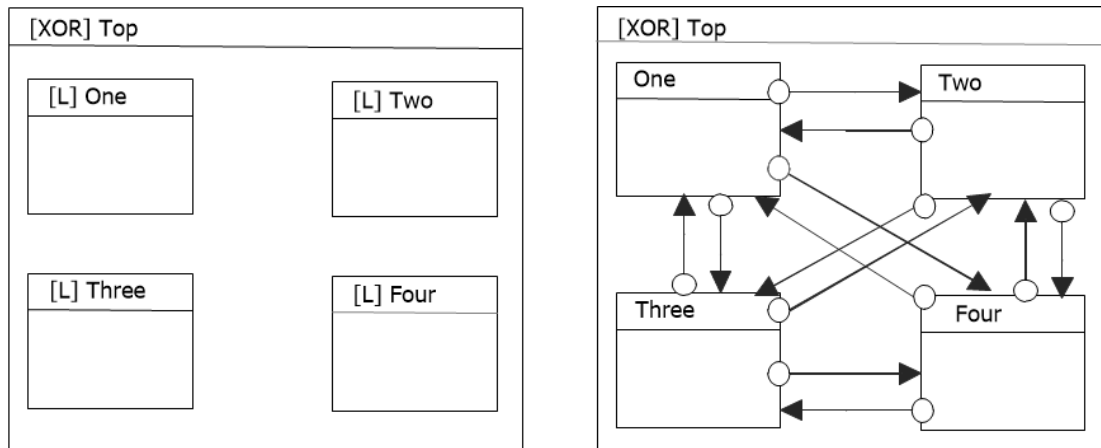 [XOR] Top
[L] One
[L] Two
[L] Three
[L] Four
[XOR] Top
One
Two
Three
Four